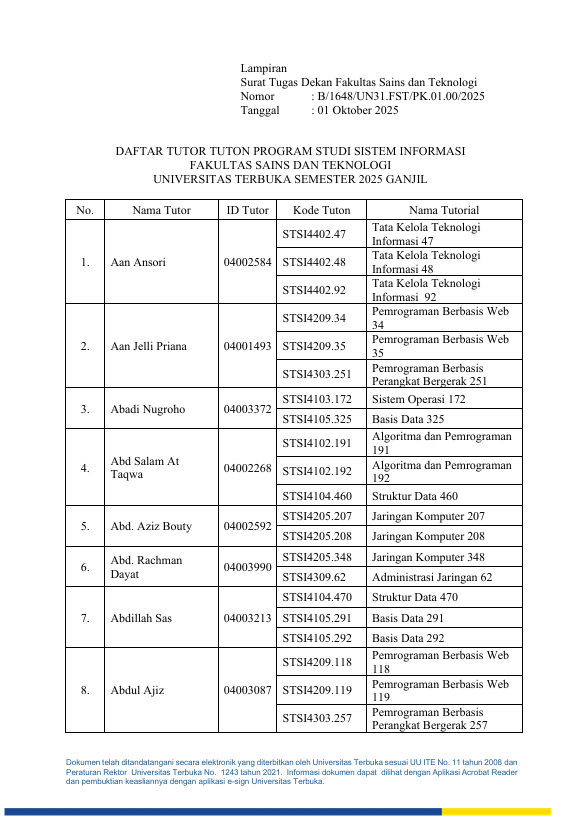 Lampiran
Surat Tugas Dekan Fakultas Sains dan Teknologi
Nomor : B/1648/UN31.FST/PK.01.00/2025
Tanggal : 01 Oktober 2025
DAFTAR TUTOR TUTON PROGRAM STUDI SISTEM INFORMASI
FAKULTAS SAINS DAN TEKNOLOGI
UNIVERSITAS TERBUKA SEMESTER 2025 GANJIL
No. Nama Tutor ID Tutor Kode Tuton Nama Tutorial
1. Aan Ansori 04002584 STSI4402.47 Tata Kelola Teknologi
Informasi 47
STSI4402.48 Tata Kelola Teknologi
Informasi 48
STSI4402.92 Tata Kelola Teknologi
Informasi 92
2. Aan Jelli Priana 04001493 STSI4209.34 Pemrograman Berbasis Web
34
STSI4209.35 Pemrograman Berbasis Web
35
STSI4303.251 Pemrograman Berbasis
Perangkat Bergerak 251
3. Abadi Nugroho 04003372 STSI4103.172 Sistem Operasi 172
STSI4105.325 Basis Data 325
4. Abd Salam At
Taqwa 04002268 STSI4102.191 Algoritma dan Pemrograman
191
STSI4102.192 Algoritma dan Pemrograman
192
STSI4104.460 Struktur Data 460
5. Abd. Aziz Bouty 04002592 STSI4205.207 Jaringan Komputer 207
STSI4205.208 Jaringan Komputer 208
6. Abd. Rachman
Dayat 04003990 STSI4205.348 Jaringan Komputer 348
STSI4309.62 Administrasi Jaringan 62
7. Abdillah Sas 04003213 STSI4104.470 Struktur Data 470
STSI4105.291 Basis Data 291
STSI4105.292 Basis Data 292
8. Abdul Ajiz 04003087 STSI4209.118 Pemrograman Berbasis Web
118
STSI4209.119 Pemrograman Berbasis Web
119
STSI4303.257 Pemrograman Berbasis
Perangkat Bergerak 257
Dokumen telah ditandatangani secara elektronik yang diterbitkan oleh Universitas Terbuka sesuai UU ITE No. 11 tahun 2008 dan
Peraturan Rektor Universitas Terbuka No. 1243 tahun 2021. Informasi dokumen dapat dilihat dengan Aplikasi Acrobat Reader
dan pembuktian keasliannya dengan aplikasi e-sign Universitas Terbuka.